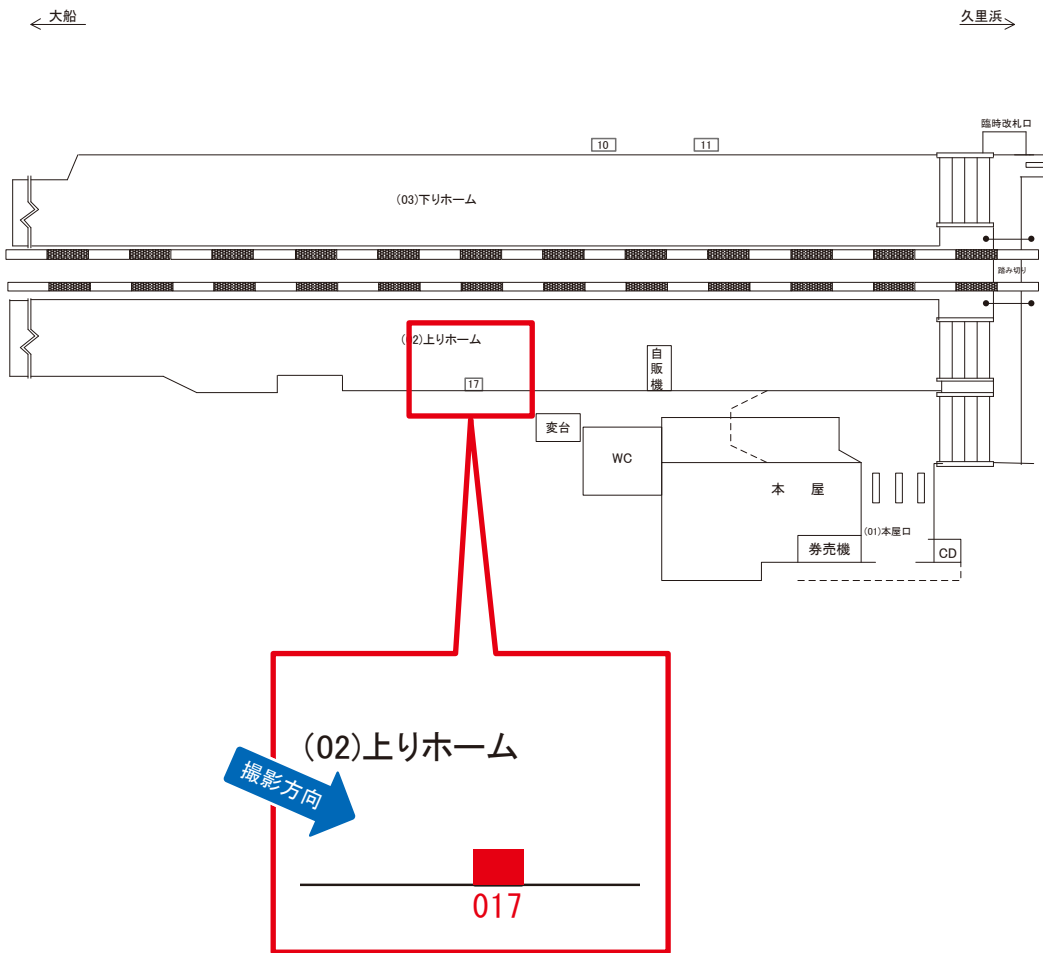 大船
久里浜
臨時改札口
10
11
(03)下りホーム
踏み切り
(02)上りホーム
自販機
17
変台
WC
本 屋
(01)本屋口
券売機
CD
(02)上りホーム
撮影方向
017